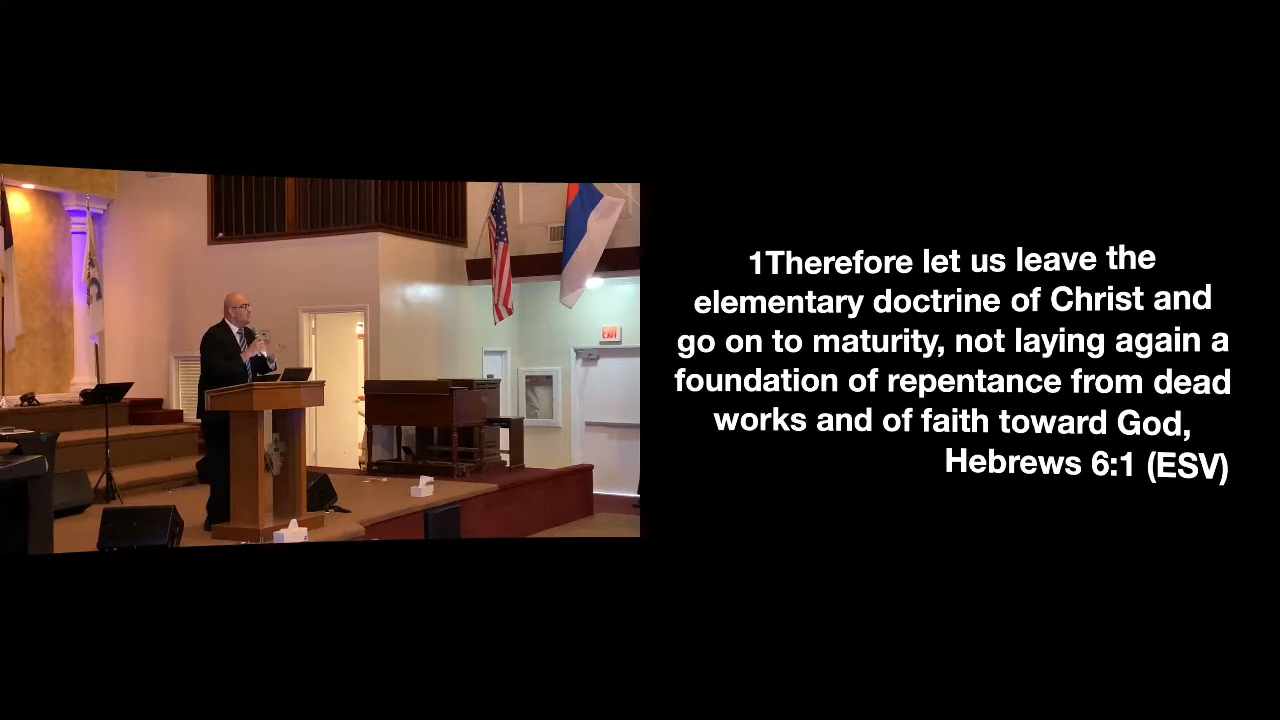 EXIT
1Therefore let us leave the
elementary doctrine of Christ and
go on to maturity, not laying again a
foundation of repentance from dead
works and of faith toward God,
Hebrews 6:1 (ESV)